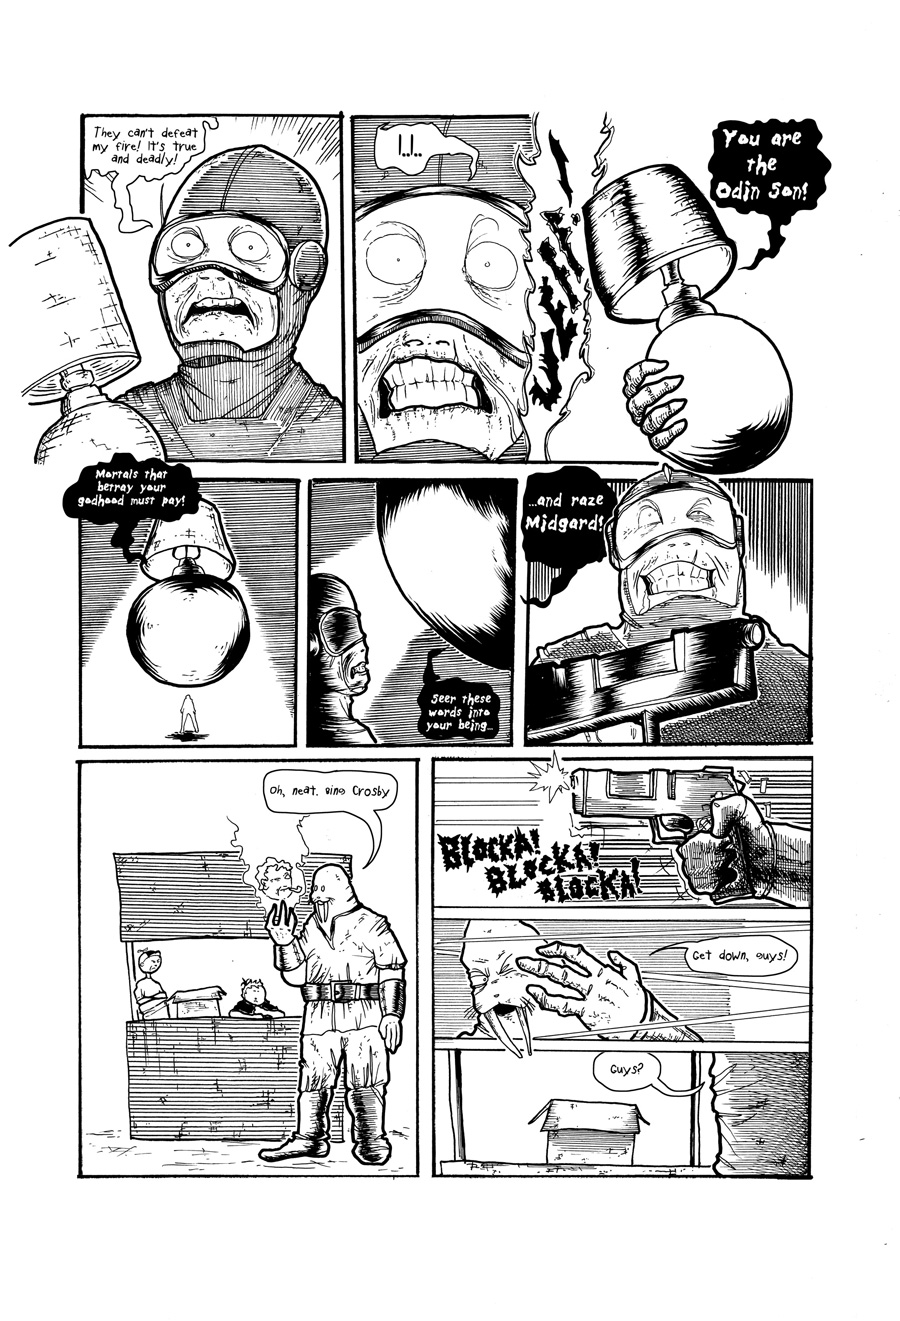 They can't defeat
my fire! It's true
and deadly!
I..I..
You are
the
Odin Son!
Mortals that
betray your
godhood must pay!
Seer these
words into
your being...
...and raze
Midgard!
Oh, neat. Bing Crosby
BLOCKA!
BLOCKA!
BLOCKA!
Get down, guys!
Guys?